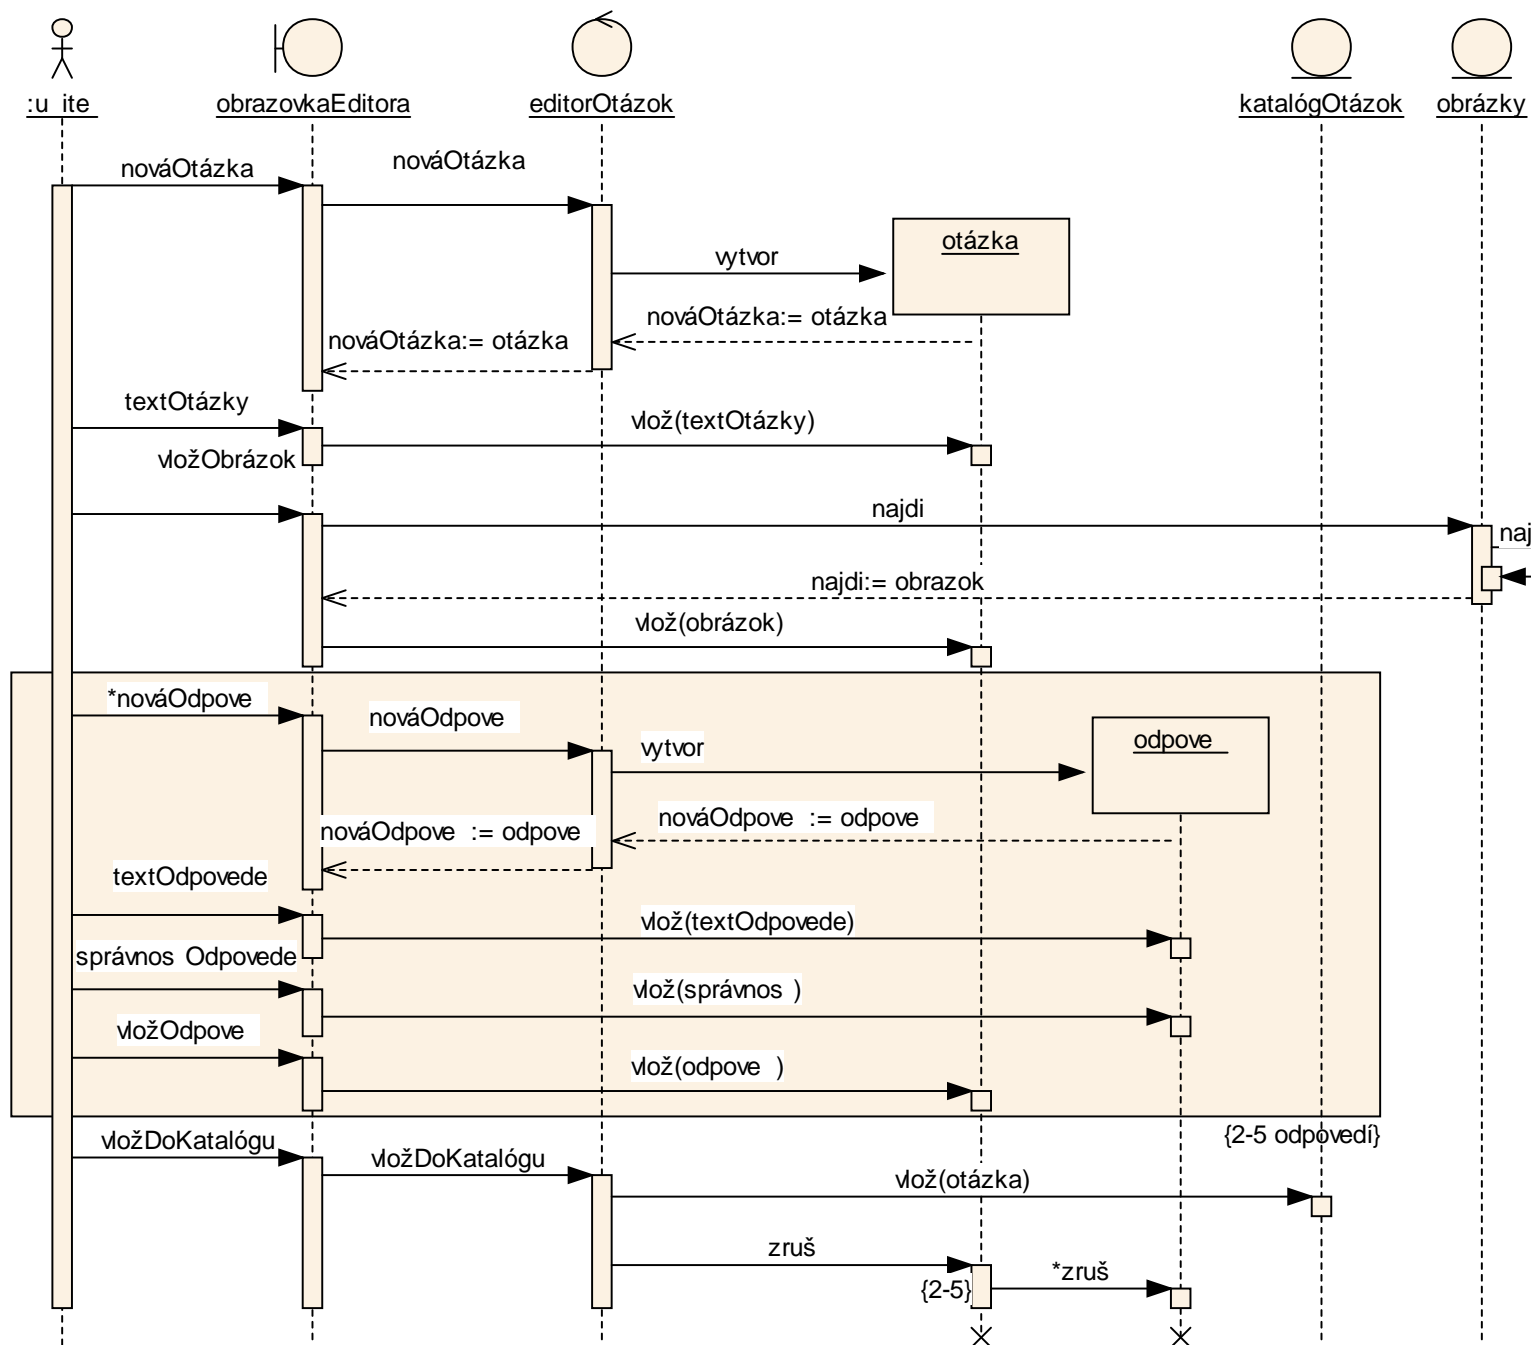 :u ite
obrazovkaEditora
editorOtázok
katalógOtázok
obrázky
nováOtázka
nováOtázka
otázka
vytvor
nováOtázka:= otázka
nováOtázka:= otázka
textOtázky
vlož(textOtázky)
vložObrázok
najdi
naj
najdi:= obrazok
vlož(obrázok)
*nováOdpove
nováOdpove
vytvor
odpove
nováOdpove := odpove
nováOdpove := odpove
textOdpovede
vlož(textOdpovede)
správnos Odpovede
vlož(správnos )
vložOdpove
vlož(odpove )
{2-5 odpovedí}
vložDoKatalógu
vložDoKatalógu
vlož(otázka)
zruš
*zruš
{2-5}